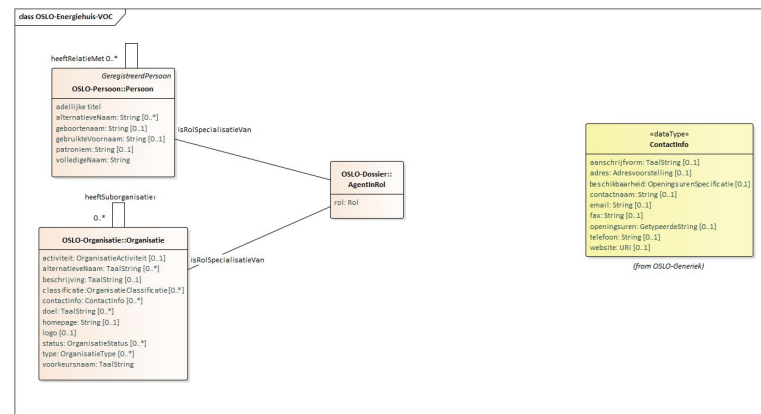 class OSLO-Energiehuis-VOC
heeftRelatieMet 0..*
GeregistreerdPersoon
OSLO-Persoon::Persoon
adellijke titel
alternatieveNaam: String [0..*]
geboortenaam: String [0..1]
gebruikteVoornaam: String [0..1]
patroniem: String [0..1]
volledigeNaam: String
isRolSpecialisatieVan
OSLO-Dossier::
AgentInRol
rol: Rol
heeftSuborganisatie
0..*
OSLO-Organisatie::Organisatie
activiteit: OrganisatieActiviteit [0..1]
alternatieveNaam: TaalString [0..*]
beschrijving: TaalString [0..1]
classificatie:OrganisatieClassificatie[0..*]
contactinfo: ContactInfo [0..*]
doel: TaalString [0..*]
homepage: String [0..1]
logo [0..1]
status: OrganisatieStatus [0..*]
type: OrganisatieType [0..*]
voorkeursnaam: TaalString
isRolSpecialisatieVan
«dataType»
ContactInfo
aanschrijfvorm: TaalString [0..1]
adres: Adresvoorstelling [0..1]
beschikbaarheid: OpeningsurenSpecificatie [0.1]
contactnaam: String [0..1]
email: String [0..1]
fax: String [0..1]
openingsuren: GetypeerdeString [0..1]
telefoon: String [0..1]
website: URI [0..1]
(from OSLO-Generiek)